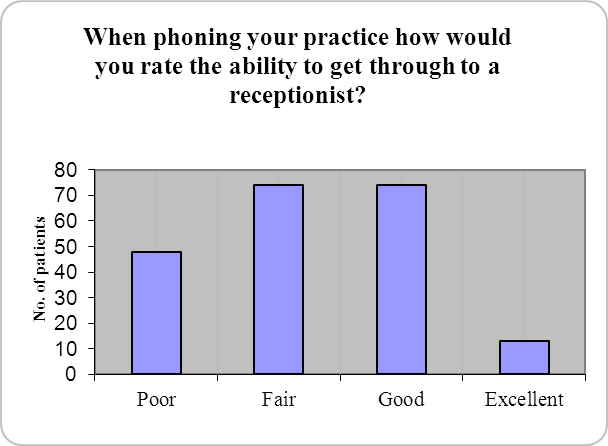 When phoning your practice how would
you rate the ability to get through to a
receptionist?
No. of patients
80
70
60
50
40
30
20
10
0
Poor Fair Good Excellent